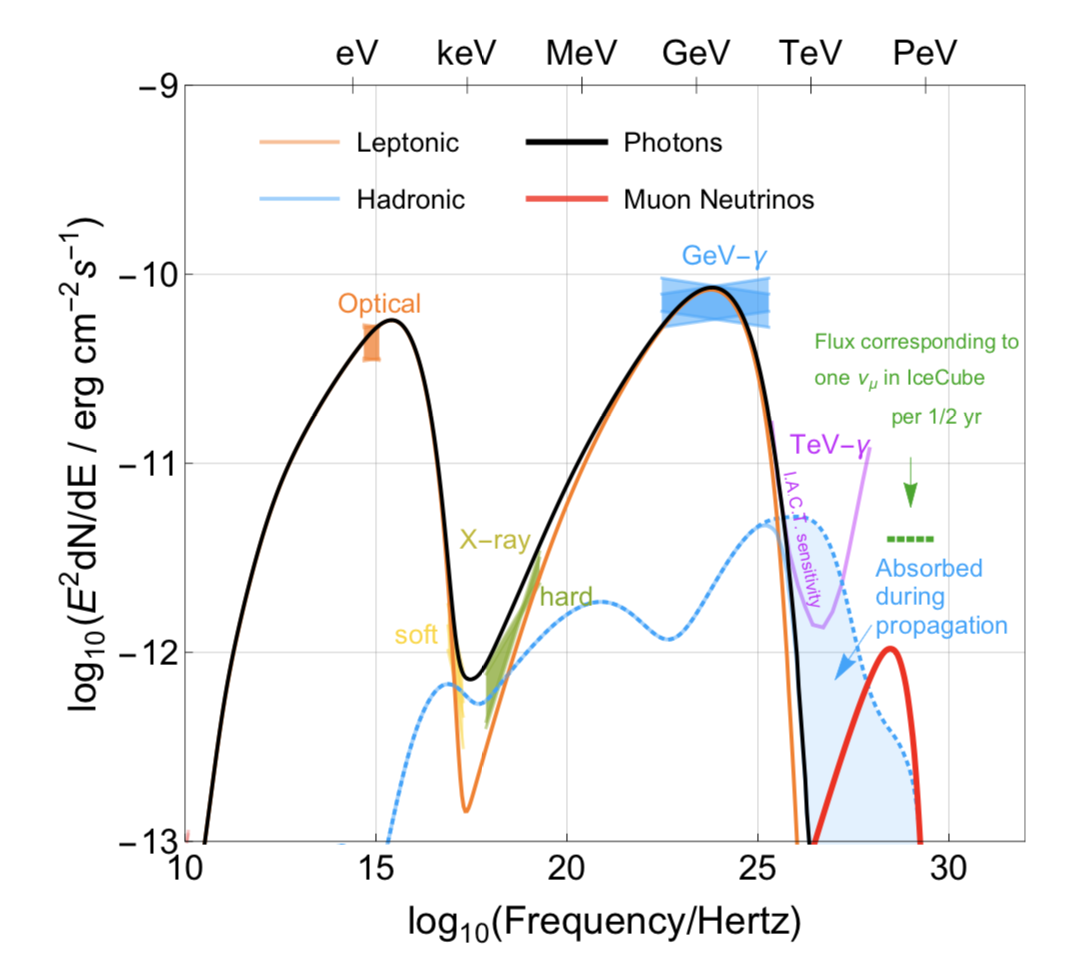 eV keV MeV GeV TeV PeV
−9
Leptonic Photons
Hadronic Muon Neutrinos
GeV−γ
−10
Optical
Flux corresponding to
one νμ in IceCube
per 1/2 yr
TeV−γ
−11
I.A.C.T. sensitivity
X−ray
hard
Absorbed
during
propagation
soft
−12
−13
10 15 20 25 30
log₁₀(Frequency/Hertz)
log₁₀(E²dN/dE / erg cm⁻²s⁻¹)